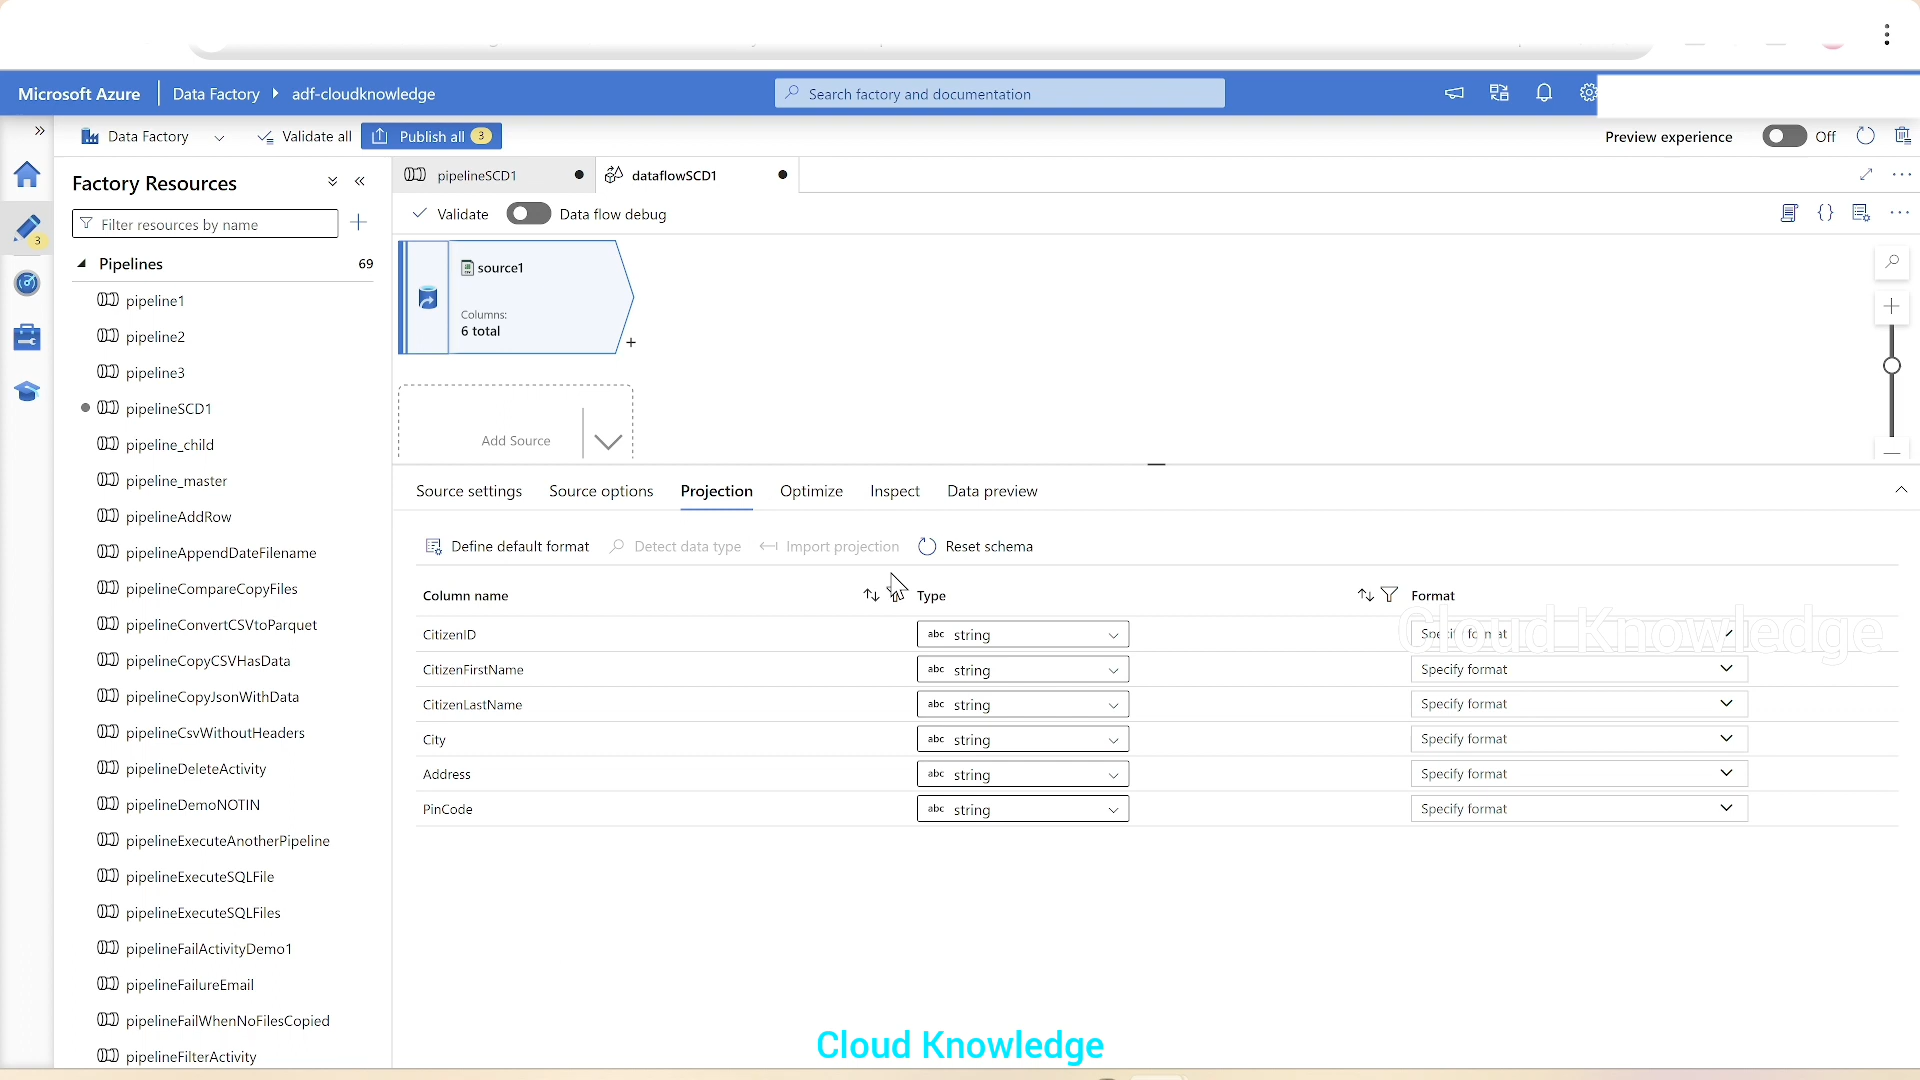 Microsoft Azure
Data Factory
adf-cloudknowledge
Search factory and documentation
Data Factory
Validate all
Publish all
3
Preview experience
Off
Factory Resources
pipelineSCD1
dataflowSCD1
Filter resources by name
Validate
Data flow debug
3
Pipelines
69
pipeline1
pipeline2
pipeline3
pipelineSCD1
pipeline_child
pipeline_master
pipelineAddRow
pipelineAppendDateFilename
pipelineCompareCopyFiles
pipelineConvertCSVtoParquet
pipelineCopyCSVHasData
pipelineCopyJsonWithData
pipelineCsvWithoutHeaders
pipelineDeleteActivity
pipelineDemoNOTIN
pipelineExecuteAnotherPipeline
pipelineExecuteSQLFile
pipelineExecuteSQLFiles
pipelineFailActivityDemo1
pipelineFailureEmail
pipelineFailWhenNoFilesCopied
pipelineFilterActivity
source1
Columns:
6 total
Add Source
Source settings
Source options
Projection
Optimize
Inspect
Data preview
Define default format
Detect data type
Import projection
Reset schema
Column name
Type
Format
CitizenID
abc string
Specify format
CitizenFirstName
abc string
Specify format
CitizenLastName
abc string
Specify format
City
abc string
Specify format
Address
abc string
Specify format
PinCode
abc string
Specify format
Cloud Knowledge
Cloud Knowledge